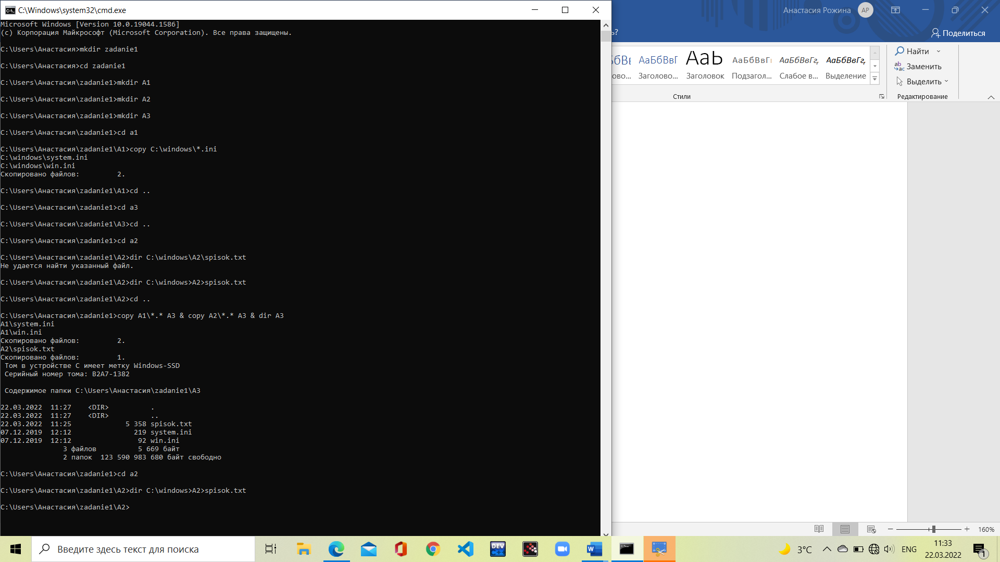 C:\Windows\system32\cmd.exe
Microsoft Windows [Version 10.0.19044.1586]
(c) Корпорация Майкрософт (Microsoft Corporation). Все права защищены.
C:\Users\Анастасия>mkdir zadanie1
C:\Users\Анастасия>cd zadanie1
C:\Users\Анастасия\zadanie1>mkdir A1
C:\Users\Анастасия\zadanie1>mkdir A2
C:\Users\Анастасия\zadanie1>mkdir A3
C:\Users\Анастасия\zadanie1>cd a1
C:\Users\Анастасия\zadanie1\A1>copy C:\windows\*.ini
C:\windows\system.ini
C:\windows\win.ini
Скопировано файлов:         2.
C:\Users\Анастасия\zadanie1\A1>cd ..
C:\Users\Анастасия\zadanie1>cd a3
C:\Users\Анастасия\zadanie1\A3>cd ..
C:\Users\Анастасия\zadanie1>cd a2
C:\Users\Анастасия\zadanie1\A2>dir C:\windows\A2\spisok.txt
Не удается найти указанный файл.
C:\Users\Анастасия\zadanie1\A2>dir C:\windows>A2>spisok.txt
C:\Users\Анастасия\zadanie1\A2>cd ..
C:\Users\Анастасия\zadanie1>copy A1\*.* A3 & copy A2\*.* A3 & dir A3
A1\system.ini
A1\win.ini
Скопировано файлов:         2.
A2\spisok.txt
Скопировано файлов:         1.
Том в устройстве C имеет метку Windows-SSD
Серийный номер тома: B2A7-1382
Содержимое папки C:\Users\Анастасия\zadanie1\A3
22.03.2022  11:27    <DIR>          .
22.03.2022  11:27    <DIR>          ..
22.03.2022  11:25             5 358 spisok.txt
07.12.2019  12:12               219 system.ini
07.12.2019  12:12                92 win.ini
3 файлов          5 669 байт
2 папок  123 590 983 680 байт свободно
C:\Users\Анастасия\zadanie1>cd a2
C:\Users\Анастасия\zadanie1\A2>dir C:\windows>A2>spisok.txt
C:\Users\Анастасия\zadanie1\A2>
Анастасия Рожина АР
ь?
Поделиться
бВв АаБбВвГ АаЬ АаБбВвГг АаБбВвГг, АаБбВвГг,
ово... Заголово... Заголовок Подзагол... Слабое в... Выделение
Стили
Найти
Заменить
Выделить
Редактирование
160%
Введите здесь текст для поиска
DEV
C++
W
3°C
ENG
11:33
22.03.2022
1